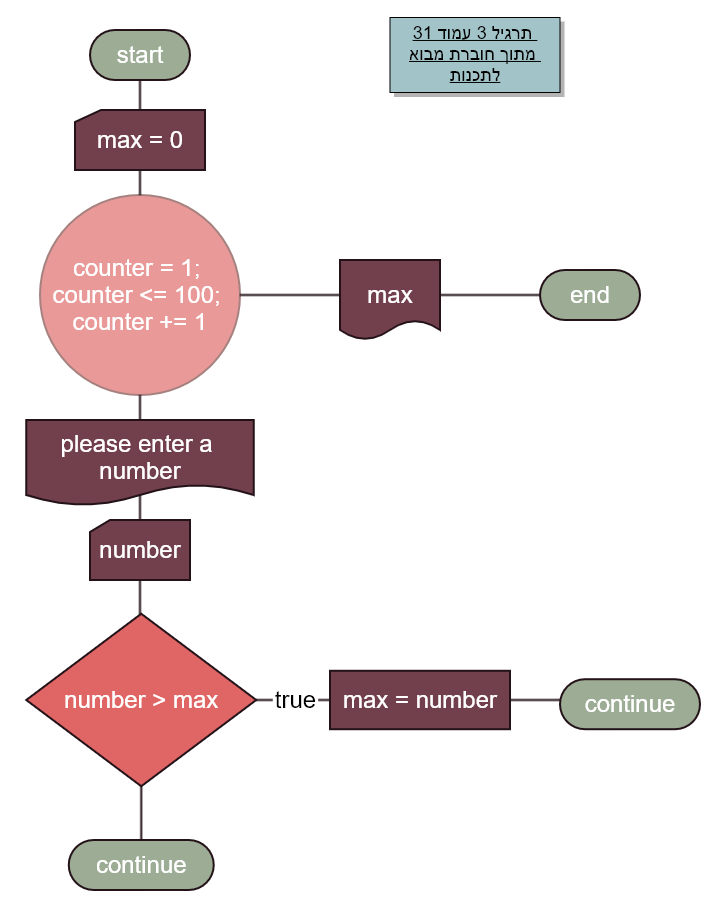 start
תרגיל 3 עמוד 31
מתוך חוברת מבוא
לתכנות
max = 0
counter = 1;
counter <= 100;
counter += 1
max
end
please enter a
number
number
number > max
true
max = number
continue
continue